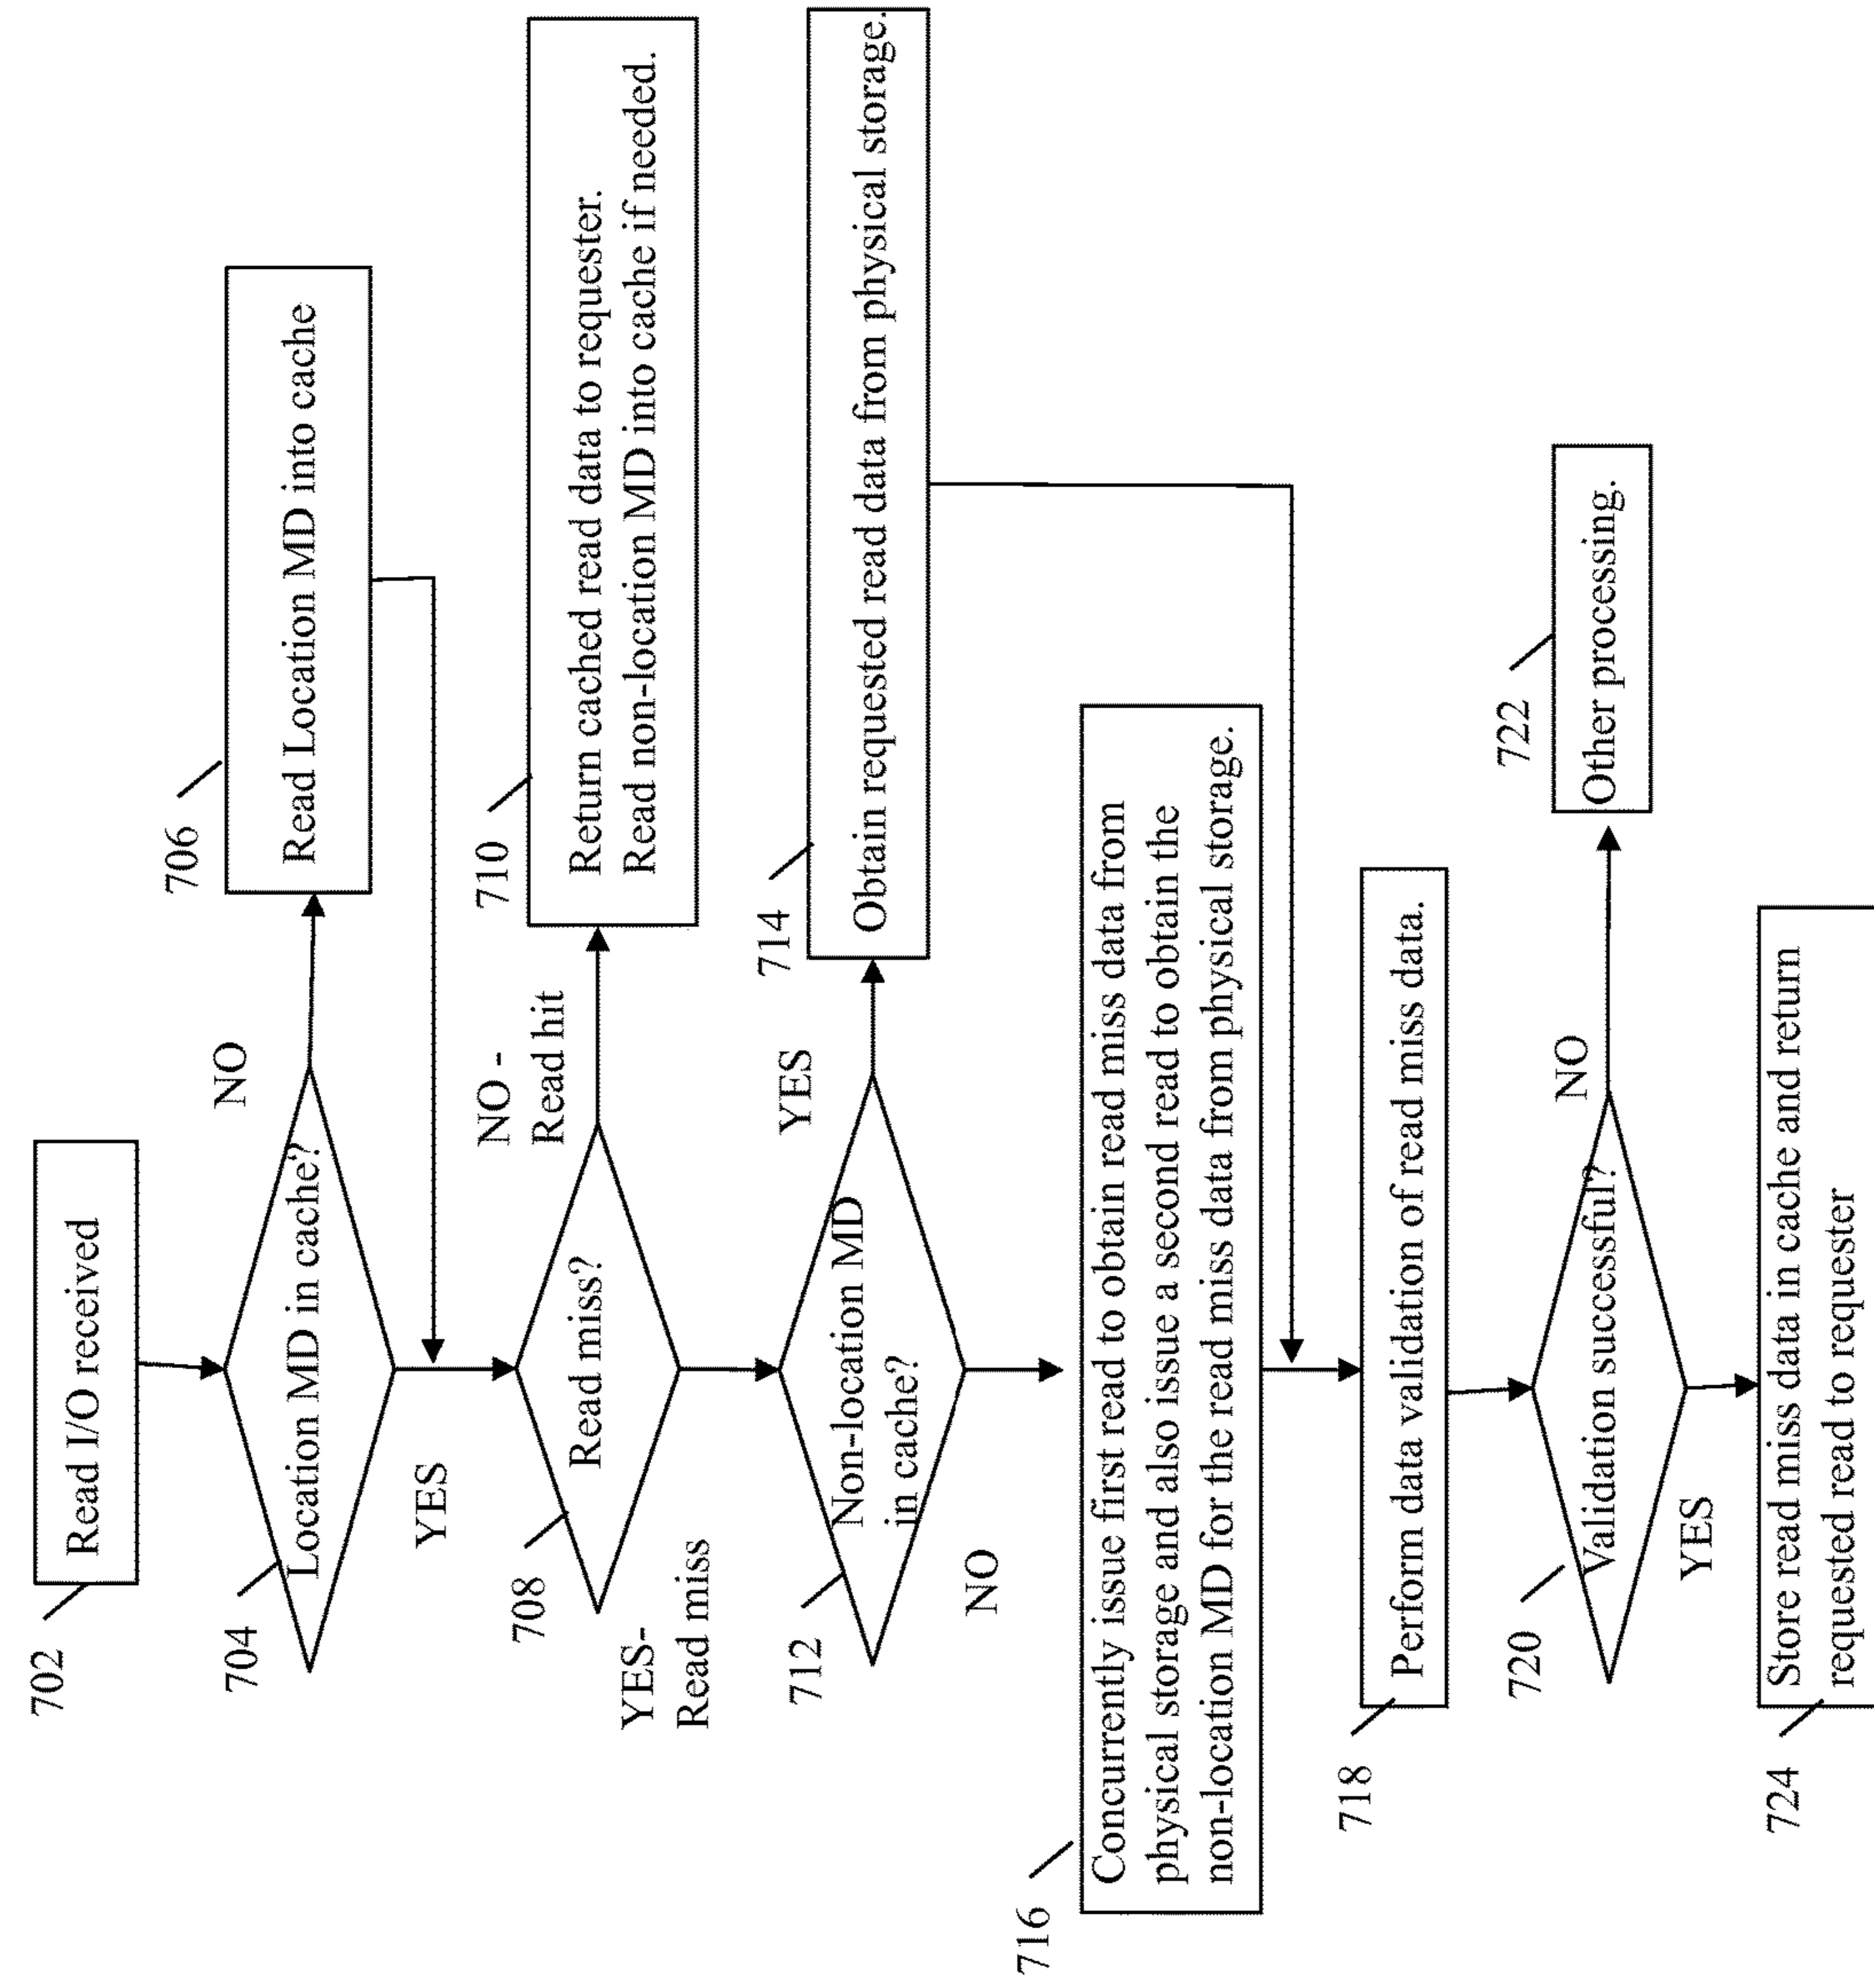 702
Read I/O received
704
Location MD in cache?
NO
706
Read Location MD into cache
YES
708
Read miss?
NO -
Read hit
710
Return cached read data to requester.
Read non-location MD into cache if needed.
YES-
Read miss
712
Non-location MD
in cache?
YES
714
Obtain requested read data from physical storage.
NO
716
Concurrently issue first read to obtain read miss data from
physical storage and also issue a second read to obtain the
non-location MD for the read miss data from physical storage.
718
Perform data validation of read miss data.
720
Validation successful?
NO
722
Other processing.
YES
724
Store read miss data in cache and return
requested read to requester